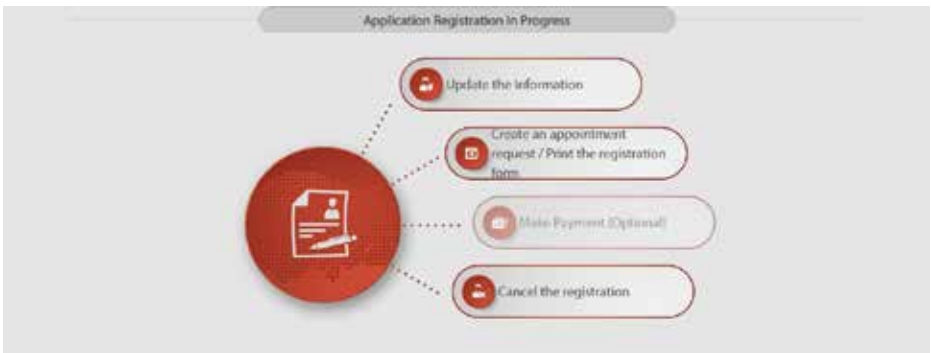 Application Registration In Progress
Update the information
Create an appointment
request / Print the registration
form
Make Payment (Optional)
Cancel the registration